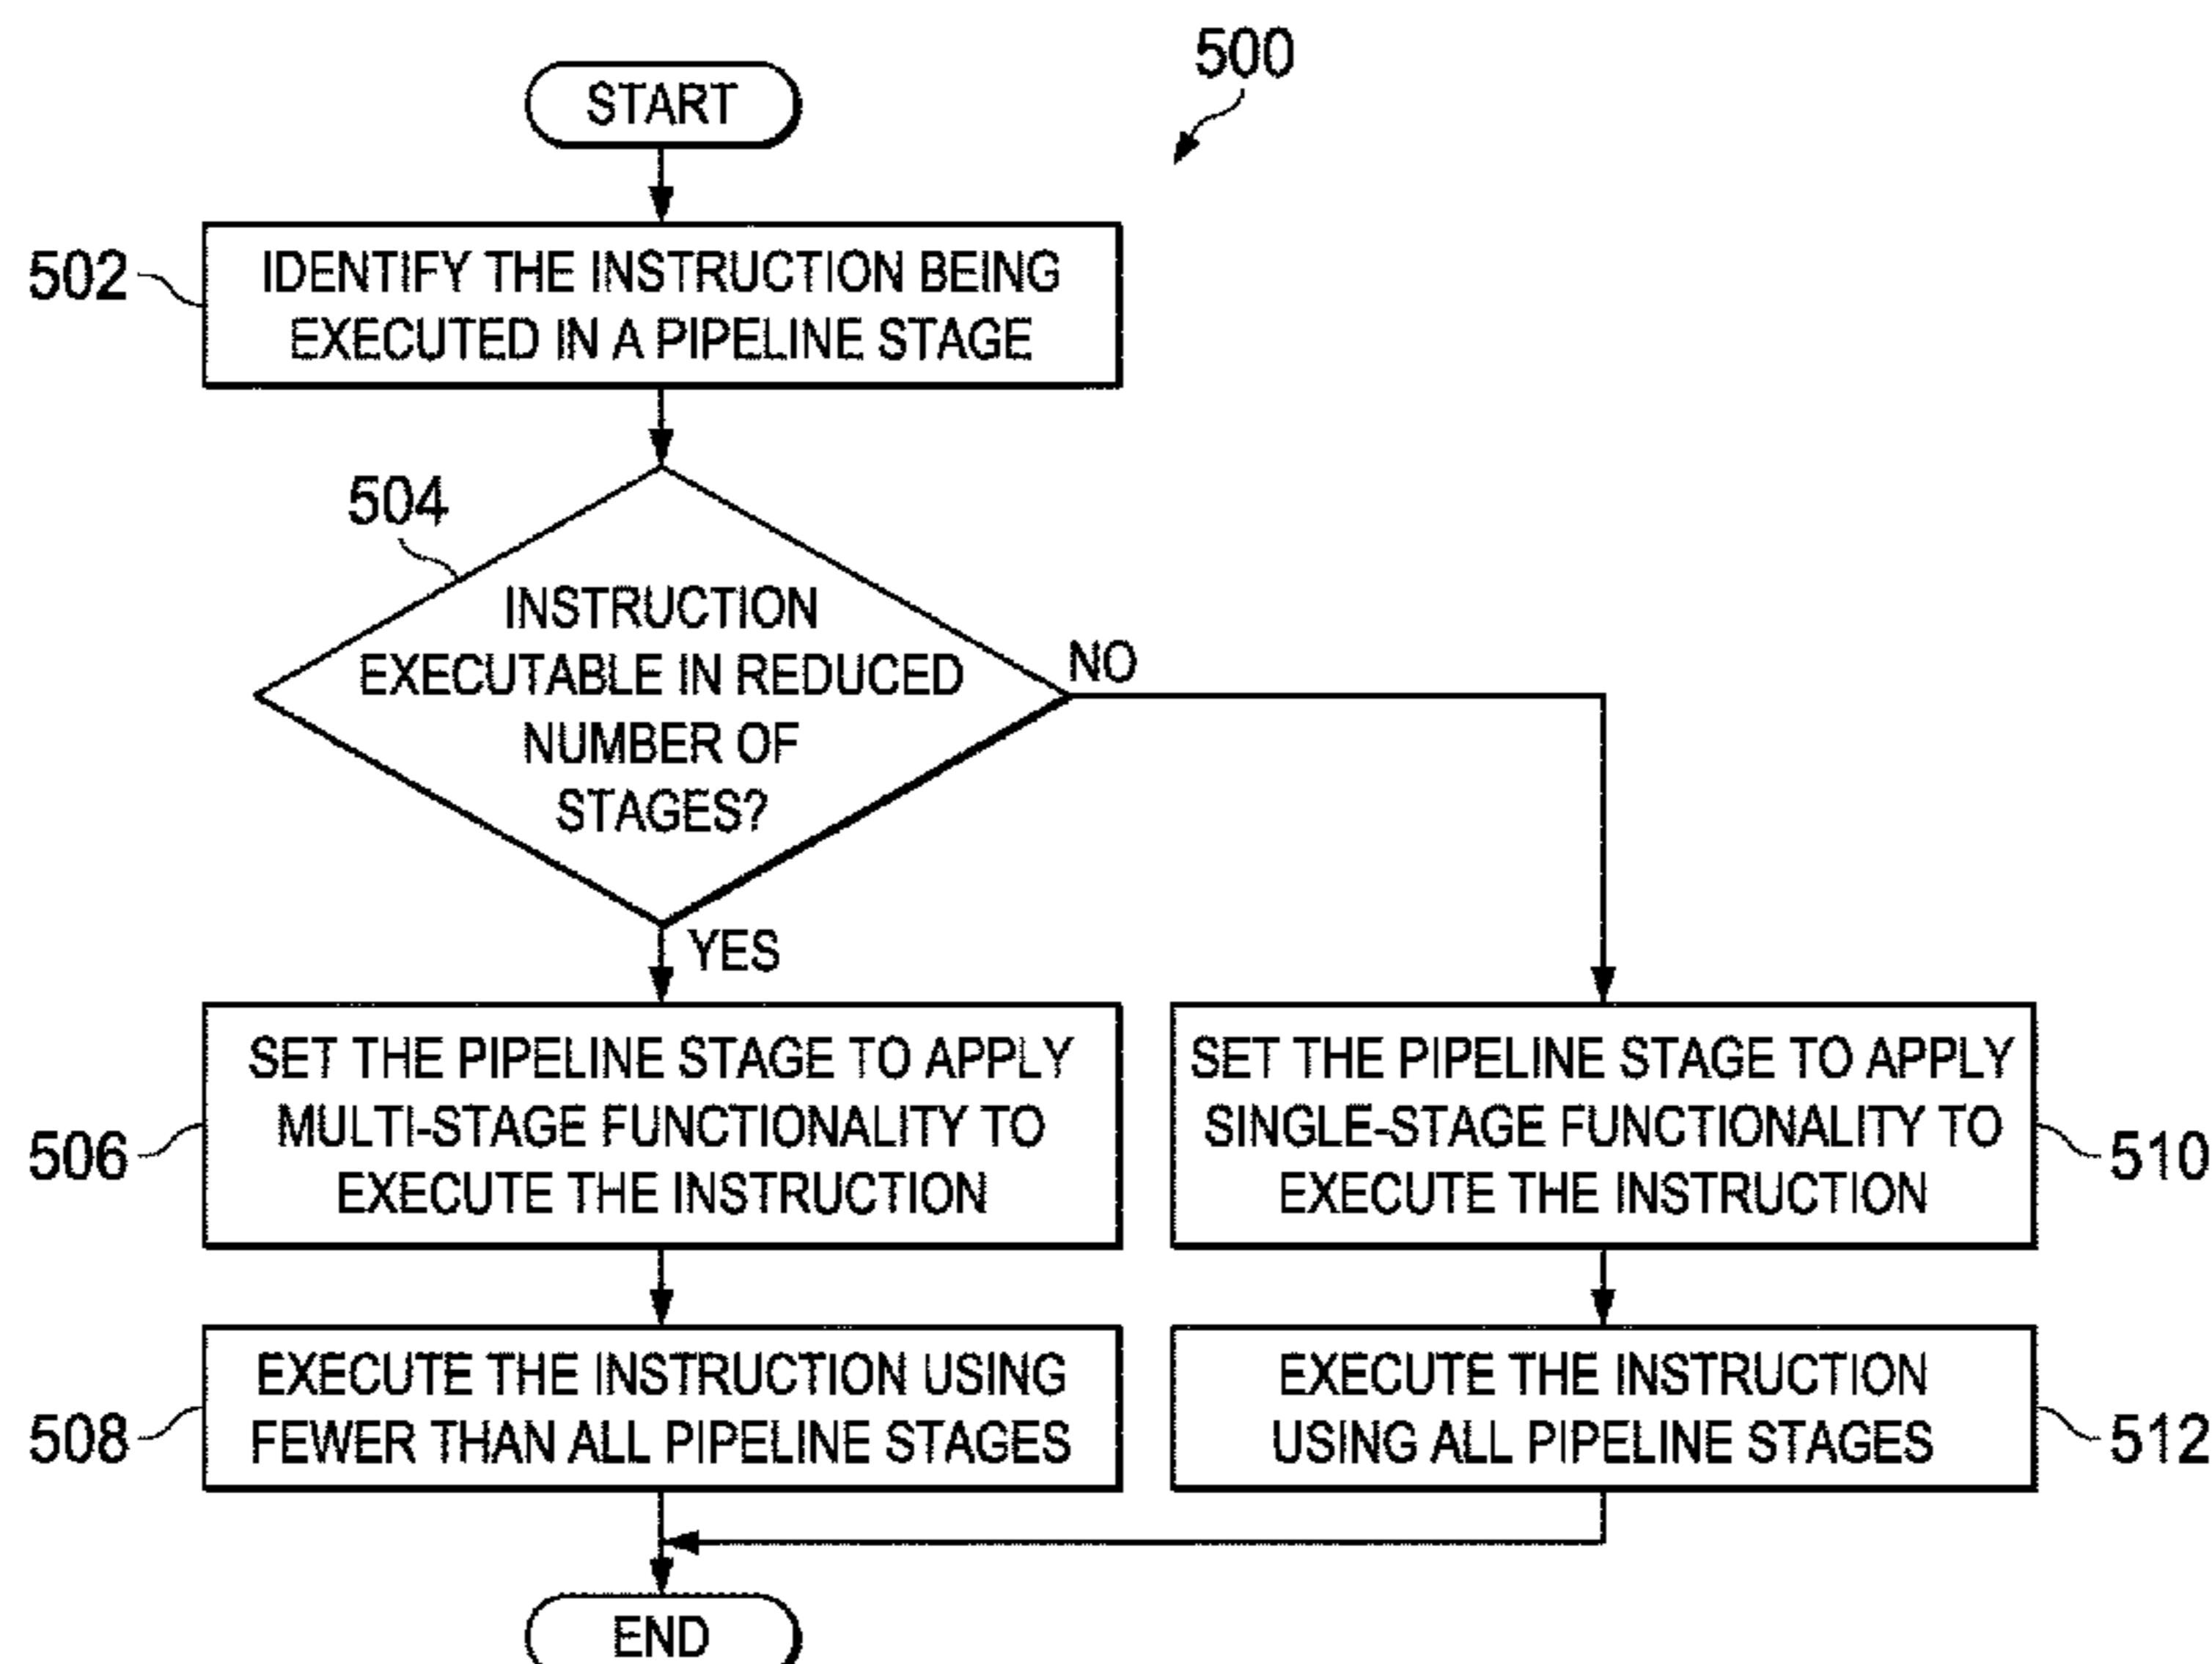 500
START
502
IDENTIFY THE INSTRUCTION BEING
EXECUTED IN A PIPELINE STAGE
504
INSTRUCTION
EXECUTABLE IN REDUCED
NUMBER OF
STAGES?
NO
YES
506
SET THE PIPELINE STAGE TO APPLY
MULTI-STAGE FUNCTIONALITY TO
EXECUTE THE INSTRUCTION
SET THE PIPELINE STAGE TO APPLY
SINGLE-STAGE FUNCTIONALITY TO
EXECUTE THE INSTRUCTION
510
508
EXECUTE THE INSTRUCTION USING
FEWER THAN ALL PIPELINE STAGES
EXECUTE THE INSTRUCTION
USING ALL PIPELINE STAGES
512
END